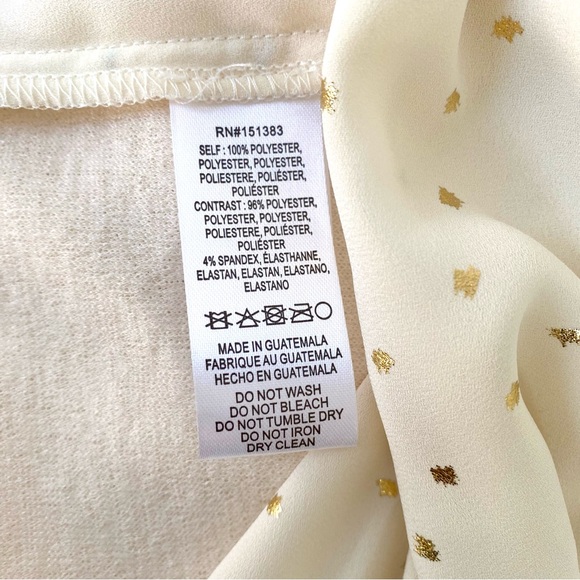 RN#151383
SELF : 100% POLYESTER,
POLYESTER, POLYESTER,
POLIESTERE, POLIÉSTER,
POLIÉSTER
CONTRAST : 96% POLYESTER,
POLYESTER, POLYESTER,
POLIESTERE, POLIÉSTER,
POLIÉSTER
4% SPANDEX, ÉLASTHANNE,
ELASTAN, ELASTAN, ELASTANO,
ELASTANO
MADE IN GUATEMALA
FABRIQUE AU GUATEMALA
HECHO EN GUATEMALA
DO NOT WASH
DO NOT BLEACH
DO NOT TUMBLE DRY
DO NOT IRON
DRY CLEAN